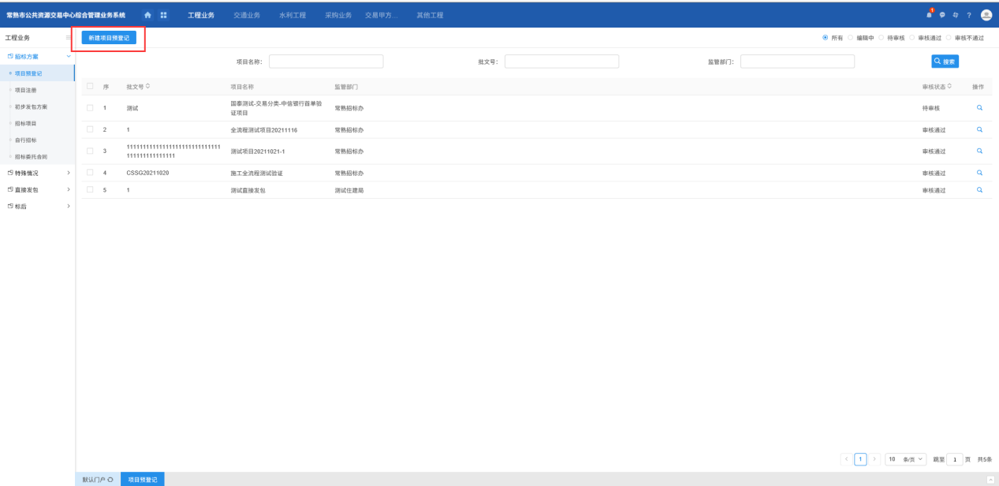 常熟市公共资源交易中心综合管理业务系统 工程业务 交通业务 水利工程 采购业务 交易甲方... 其他工程 1 ?
工程业务 新建项目预登记 所有 编辑中 待审核 审核通过 审核不通过
招标方案
项目名称: 批文号: 监管部门: 搜索
项目预登记
项目注册
初步发包方案
招标项目
自行招标
招标委托合同
特殊情况
直接发包
标后
序 批文号 项目名称 监管部门 审核状态 操作
1 测试 国泰测试-交易分类-中信银行首单验 常熟招标办 待审核
证项目
2 1 全流程测试项目20211116 常熟招标办 审核通过
3 测试项目20211021-1 常熟招标办 审核通过
4 CSSG20211020 施工全流程测试验证 常熟招标办 审核通过
5 1 测试直接发包 测试住建局 审核通过
1 10 条/页 跳至 1 页 共5条
默认门户 项目预登记